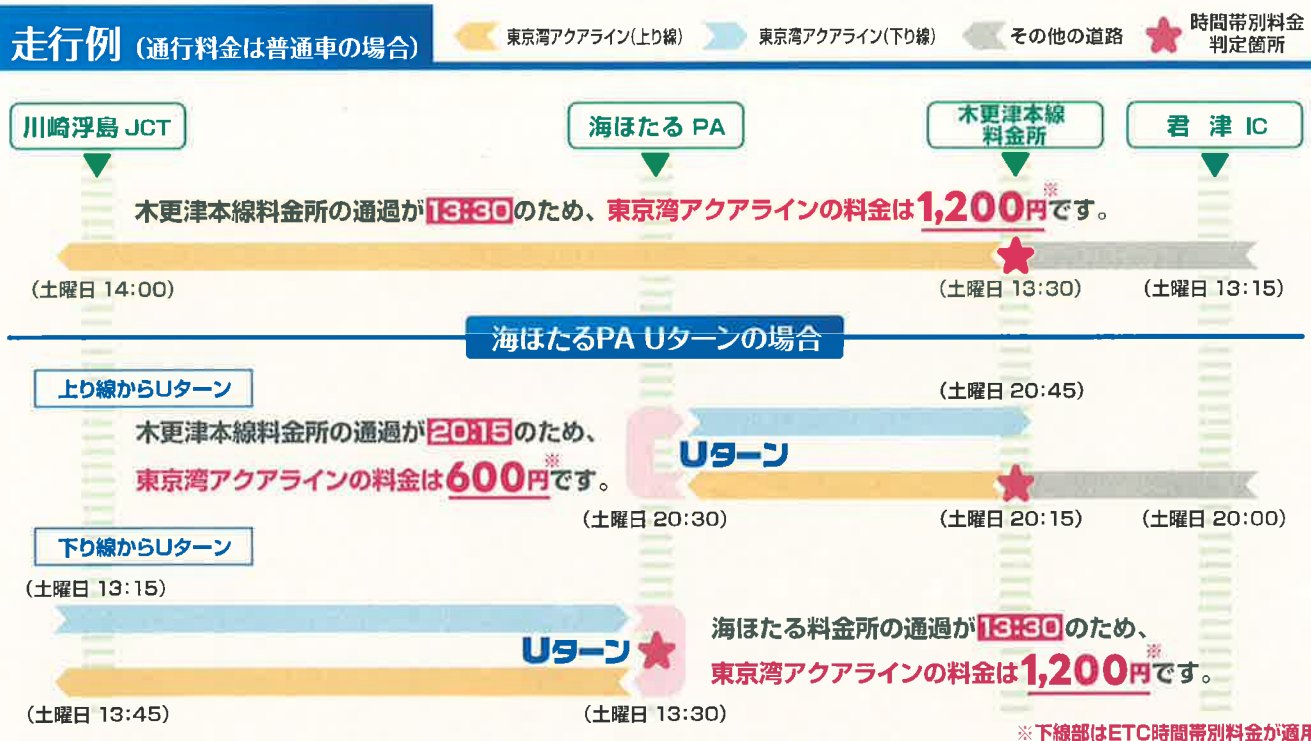 走行例 (通行料金は普通車の場合)
東京湾アクアライン(上り線)
東京湾アクアライン(下り線)
その他の道路
時間帯別料金
判定箇所
川崎浮島 JCT
海ほたる PA
木更津本線
料金所
君 津 IC
木更津本線料金所の通過が13:30のため、東京湾アクアラインの料金は1,200円※です。
(土曜日 14:00)
(土曜日 13:30)
(土曜日 13:15)
海ほたるPA Uターンの場合
上り線からUターン
(土曜日 20:45)
木更津本線料金所の通過が20:15のため、
東京湾アクアラインの料金は600円※です。
Uターン
(土曜日 20:30)
(土曜日 20:15)
(土曜日 20:00)
下り線からUターン
(土曜日 13:15)
Uターン
海ほたる料金所の通過が13:30のため、
東京湾アクアラインの料金は1,200円※です。
(土曜日 13:45)
(土曜日 13:30)
※下線部はETC時間帯別料金が適用